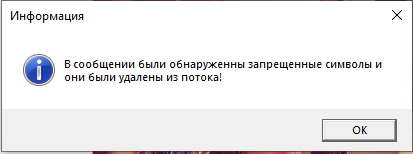 Информация
В сообщении были обнаруженны запрещенные символы и
они были удалены из потока!
ОК